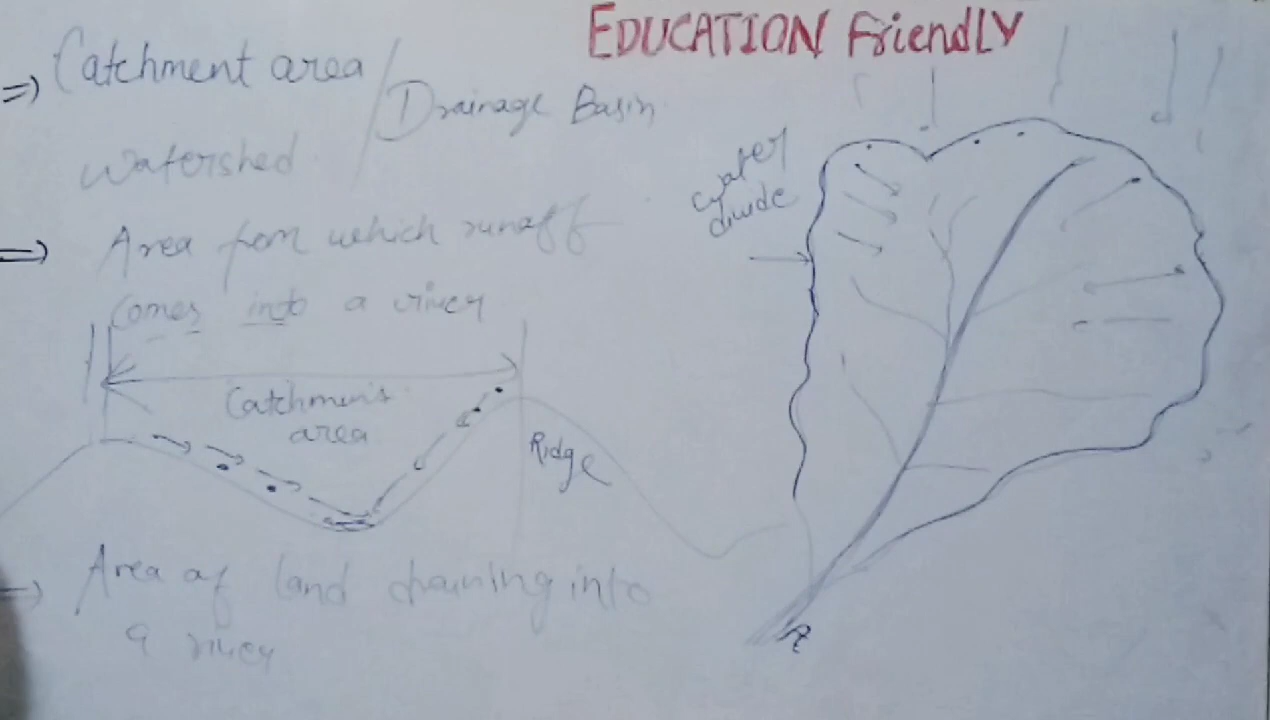 EDUCATION Friendly
=> Catchment area / Drainage Basin
watershed
=> Area from which runoff
comes into a river
Catchment
area
Ridge
=> Area of land draining into
a river
water
divide
R